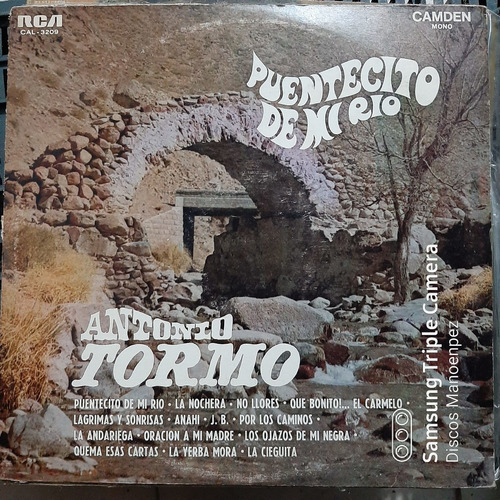 RCA
CAL-3209
CAMDEN
MONO
PUENTECITO
DE MI RIO
ANTONIO
TORMO
PUENTECITO DE MI RIO • LA NOCHERA • NO LLORES • QUE BONITO!... EL CARMELO •
LAGRIMAS Y SONRISAS • ANAHI • J. B. • POR LOS CAMINOS •
LA ANDARIEGA • ORACION A MI MADRE • LOS OJAZOS DE MI NEGRA •
QUEMA ESAS CARTAS • LA YERBA MORA • LA CIEGUITA
Samsung Triple Camera
Discos Manoenpez